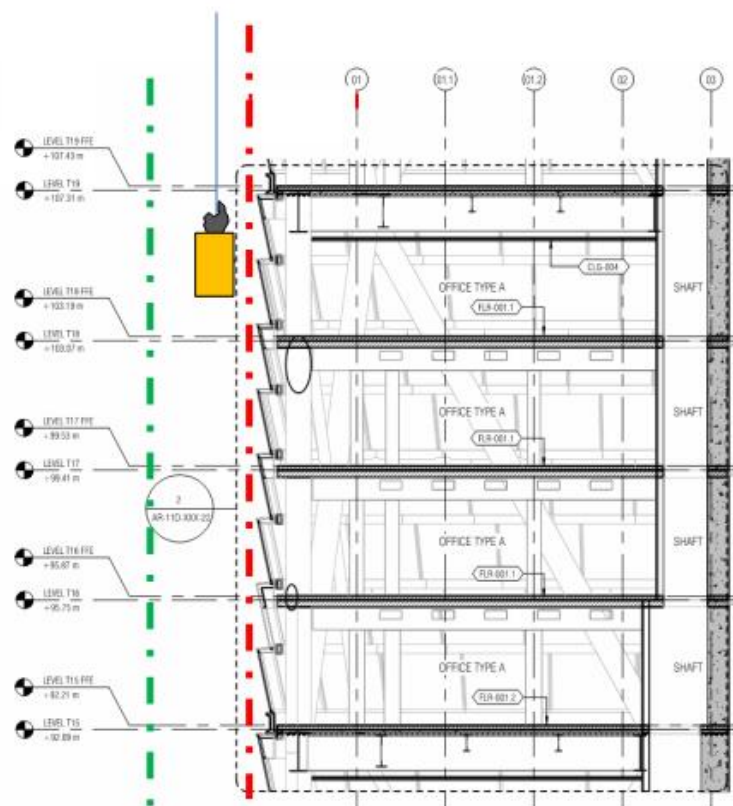 01 01.1 01.2 02 03
LEVEL T19 FFE
+107.43 m
LEVEL T19
+107.31 m
CLG-004
OFFICE TYPE A
SHAFT
LEVEL T18 FFE
+103.19 m
FLR-001.1
LEVEL T18
+103.07 m
OFFICE TYPE A
SHAFT
LEVEL T17 FFE
+99.53 m
FLR-001.1
LEVEL T17
+99.41 m
2
OFFICE TYPE A
SHAFT
LEVEL T16 FFE
+95.87 m
FLR-001.1
LEVEL T16
+95.75 m
OFFICE TYPE A
SHAFT
LEVEL T15 FFE
+92.21 m
FLR-001.2
LEVEL T15
+92.09 m